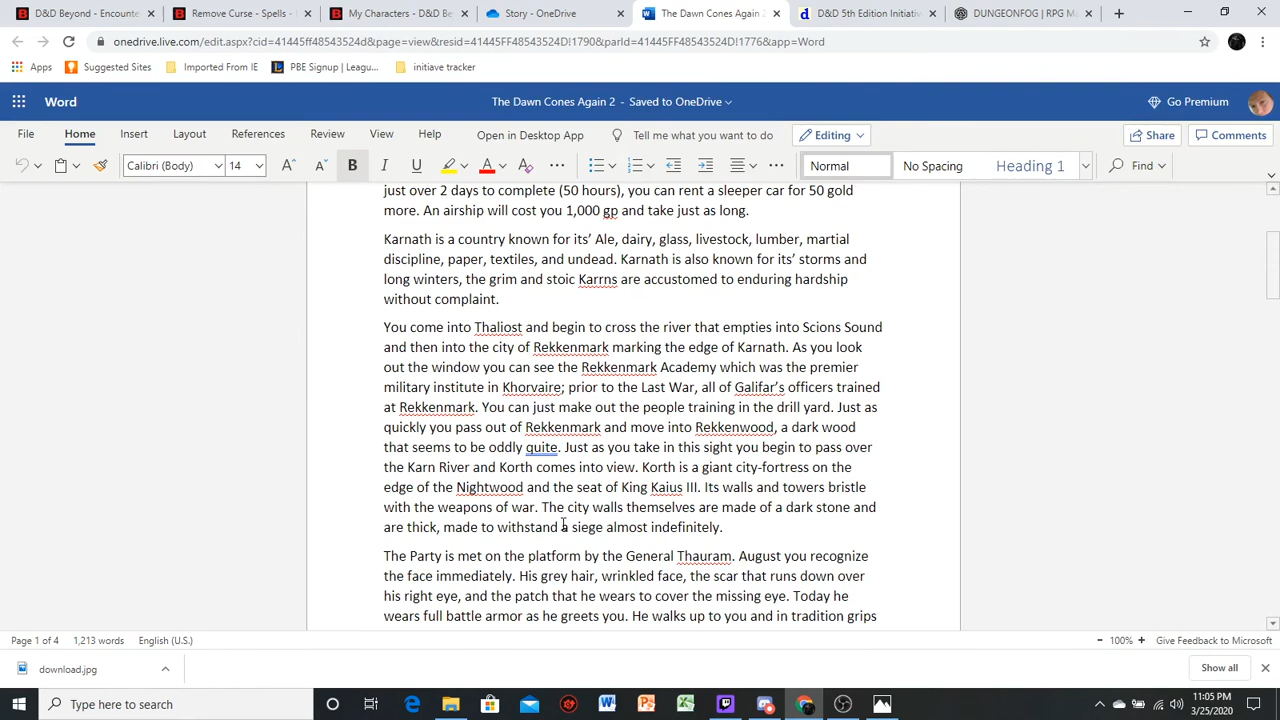 D&D Beyond - Encounte
Remove Curse - Spells -
My Characters - D&D Be
Story - OneDrive
The Dawn Cones Again 2
D&D 5th Edition Initiativ
DUNGEONFOG | RPG M
onedrive.live.com/edit.aspx?cid=41445ff48543524d&page=view&resid=41445FF48543524D!1790&parId=41445FF48543524D!1776&app=Word
Apps Suggested Sites Imported From IE PBE Signup | Leagu... initiave tracker
Word The Dawn Cones Again 2 - Saved to OneDrive Go Premium
File Home Insert Layout References Review View Help Open in Desktop App Tell me what you want to do Editing Share Comments
Calibri (Body) 14 B I U A Normal No Spacing Heading 1 Find
just over 2 days to complete (50 hours), you can rent a sleeper car for 50 gold
more. An airship will cost you 1,000 gp and take just as long.
Karnath is a country known for its’ Ale, dairy, glass, livestock, lumber, martial
discipline, paper, textiles, and undead. Karnath is also known for its’ storms and
long winters, the grim and stoic Karrns are accustomed to enduring hardship
without complaint.
You come into Thaliost and begin to cross the river that empties into Scions Sound
and then into the city of Rekkenmark marking the edge of Karnath. As you look
out the window you can see the Rekkenmark Academy which was the premier
military institute in Khorvaire; prior to the Last War, all of Galifar’s officers trained
at Rekkenmark. You can just make out the people training in the drill yard. Just as
quickly you pass out of Rekkenmark and move into Rekkenwood, a dark wood
that seems to be oddly quite. Just as you take in this sight you begin to pass over
the Karn River and Korth comes into view. Korth is a giant city-fortress on the
edge of the Nightwood and the seat of King Kaius III. Its walls and towers bristle
with the weapons of war. The city walls themselves are made of a dark stone and
are thick, made to withstand a siege almost indefinitely.
The Party is met on the platform by the General Thauram. August you recognize
the face immediately. His grey hair, wrinkled face, the scar that runs down over
his right eye, and the patch that he wears to cover the missing eye. Today he
wears full battle armor as he greets you. He walks up to you and in tradition grips
Page 1 of 4 1,213 words English (U.S.) 100% Give Feedback to Microsoft
download.jpg Show all
Type here to search
11:05 PM
3/25/2020